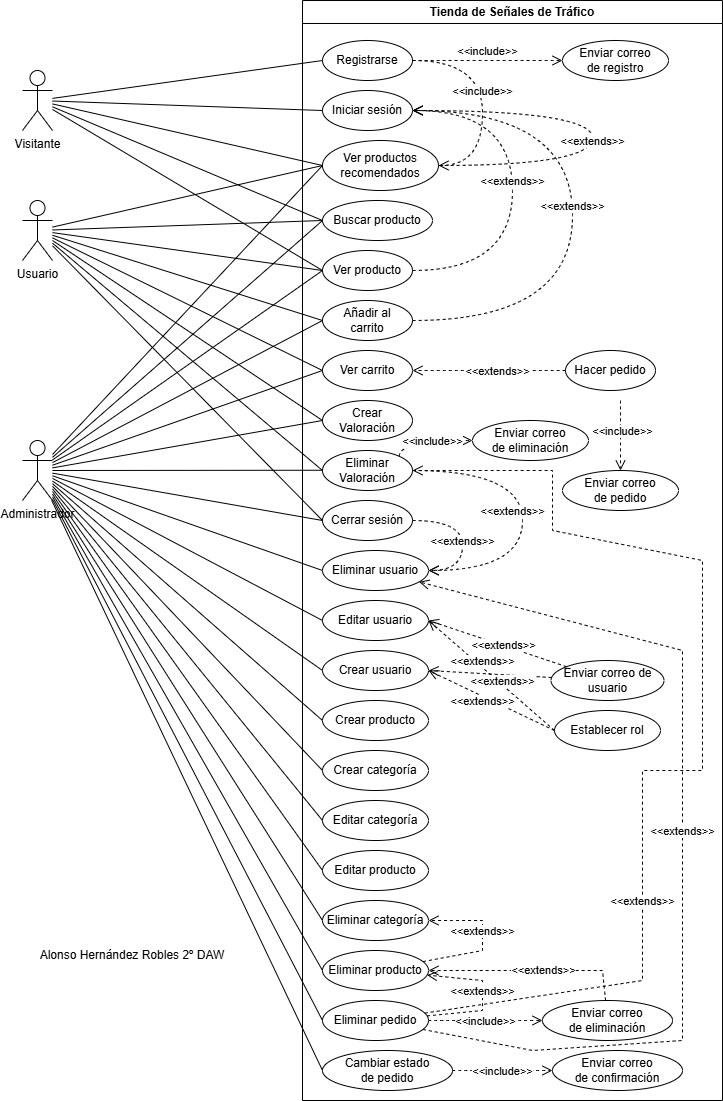 Tienda de Señales de Tráfico
Registrarse
<<include>>
Enviar correo
de registro
<<include>>
Visitante
Iniciar sesión
<<extends>>
Ver productos
recomendados
<<extends>>
<<extends>>
Usuario
Buscar producto
Ver producto
Añadir al
carrito
Ver carrito
<<extends>>
Hacer pedido
Crear
Valoración
<<include>>
Enviar correo
de eliminación
<<include>>
Administrador
Eliminar
Valoración
Enviar correo
de pedido
<<extends>>
Cerrar sesión
<<extends>>
Eliminar usuario
Editar usuario
<<extends>>
<<extends>>
Crear usuario
<<extends>>
Enviar correo de
usuario
<<extends>>
Crear producto
Establecer rol
Crear categoría
Editar categoría
<<extends>>
Editar producto
<<extends>>
Eliminar categoría
<<extends>>
Alonso Hernández Robles 2º DAW
Eliminar producto
<<extends>>
<<extends>>
Eliminar pedido
<<include>>
Enviar correo
de eliminación
Cambiar estado
de pedido
<<include>>
Enviar correo
de confirmación